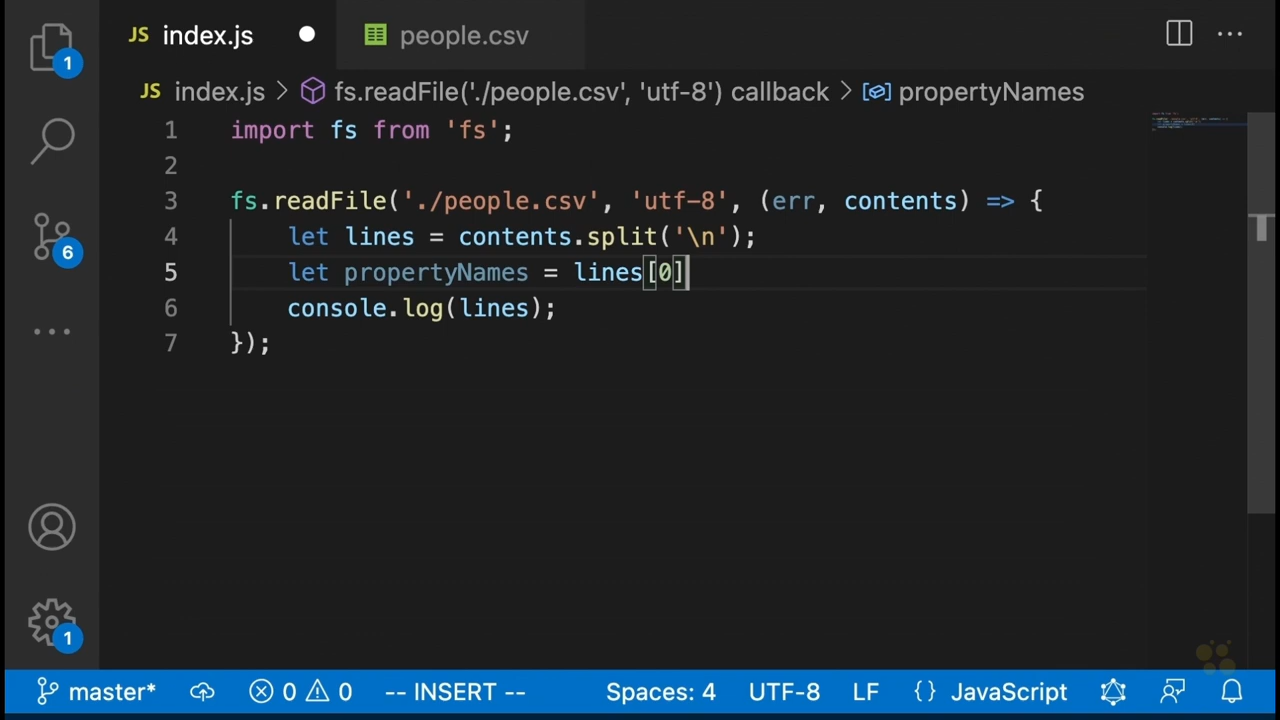 JS index.js people.csv
JS index.js > fs.readFile('./people.csv', 'utf-8') callback > propertyNames
1 import fs from 'fs';
2
3 fs.readFile('./people.csv', 'utf-8', (err, contents) => {
4 let lines = contents.split('\n');
5 let propertyNames = lines[0]
6 console.log(lines);
7 });
1
6
1
master* 0 0 -- INSERT -- Spaces: 4 UTF-8 LF {} JavaScript